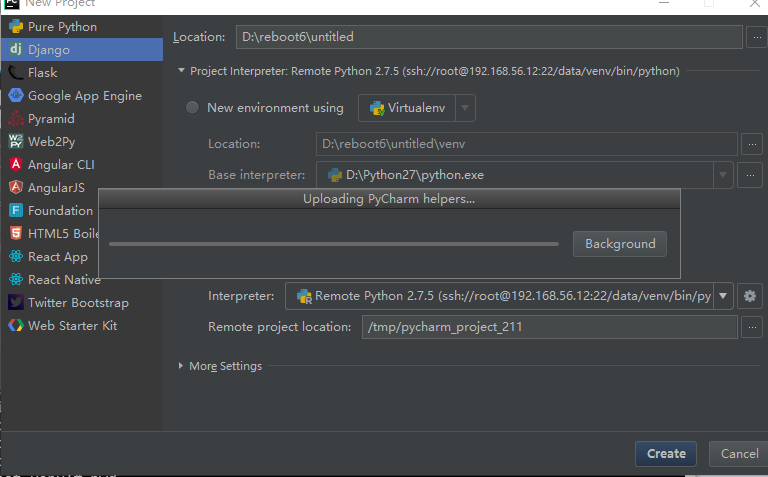 New Project
Pure Python
Django
Flask
Google App Engine
Pyramid
Web2Py
Angular CLI
AngularJS
Foundation
HTML5 Boile
React App
React Native
Twitter Bootstrap
Web Starter Kit
Location: D:\reboot6\untitled
Project Interpreter: Remote Python 2.7.5 (ssh://root@192.168.56.12:22/data/venv/bin/python)
New environment using Virtualenv
Location: D:\reboot6\untitled\venv
Base interpreter: D:\Python27\python.exe
Uploading PyCharm helpers...
Background
Interpreter: Remote Python 2.7.5 (ssh://root@192.168.56.12:22/data/venv/bin/py
Remote project location: /tmp/pycharm_project_211
More Settings
Create Cancel